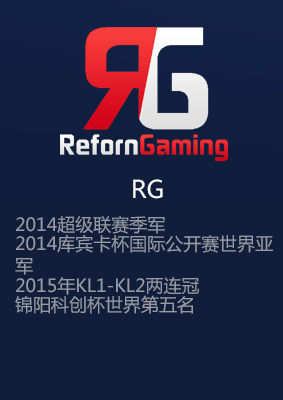 RG
RefornGaming
RG
2014超级联赛季军
2014库宾卡杯国际公开赛世界亚
军
2015年KL1-KL2两连冠
锦阳科创杯世界第五名